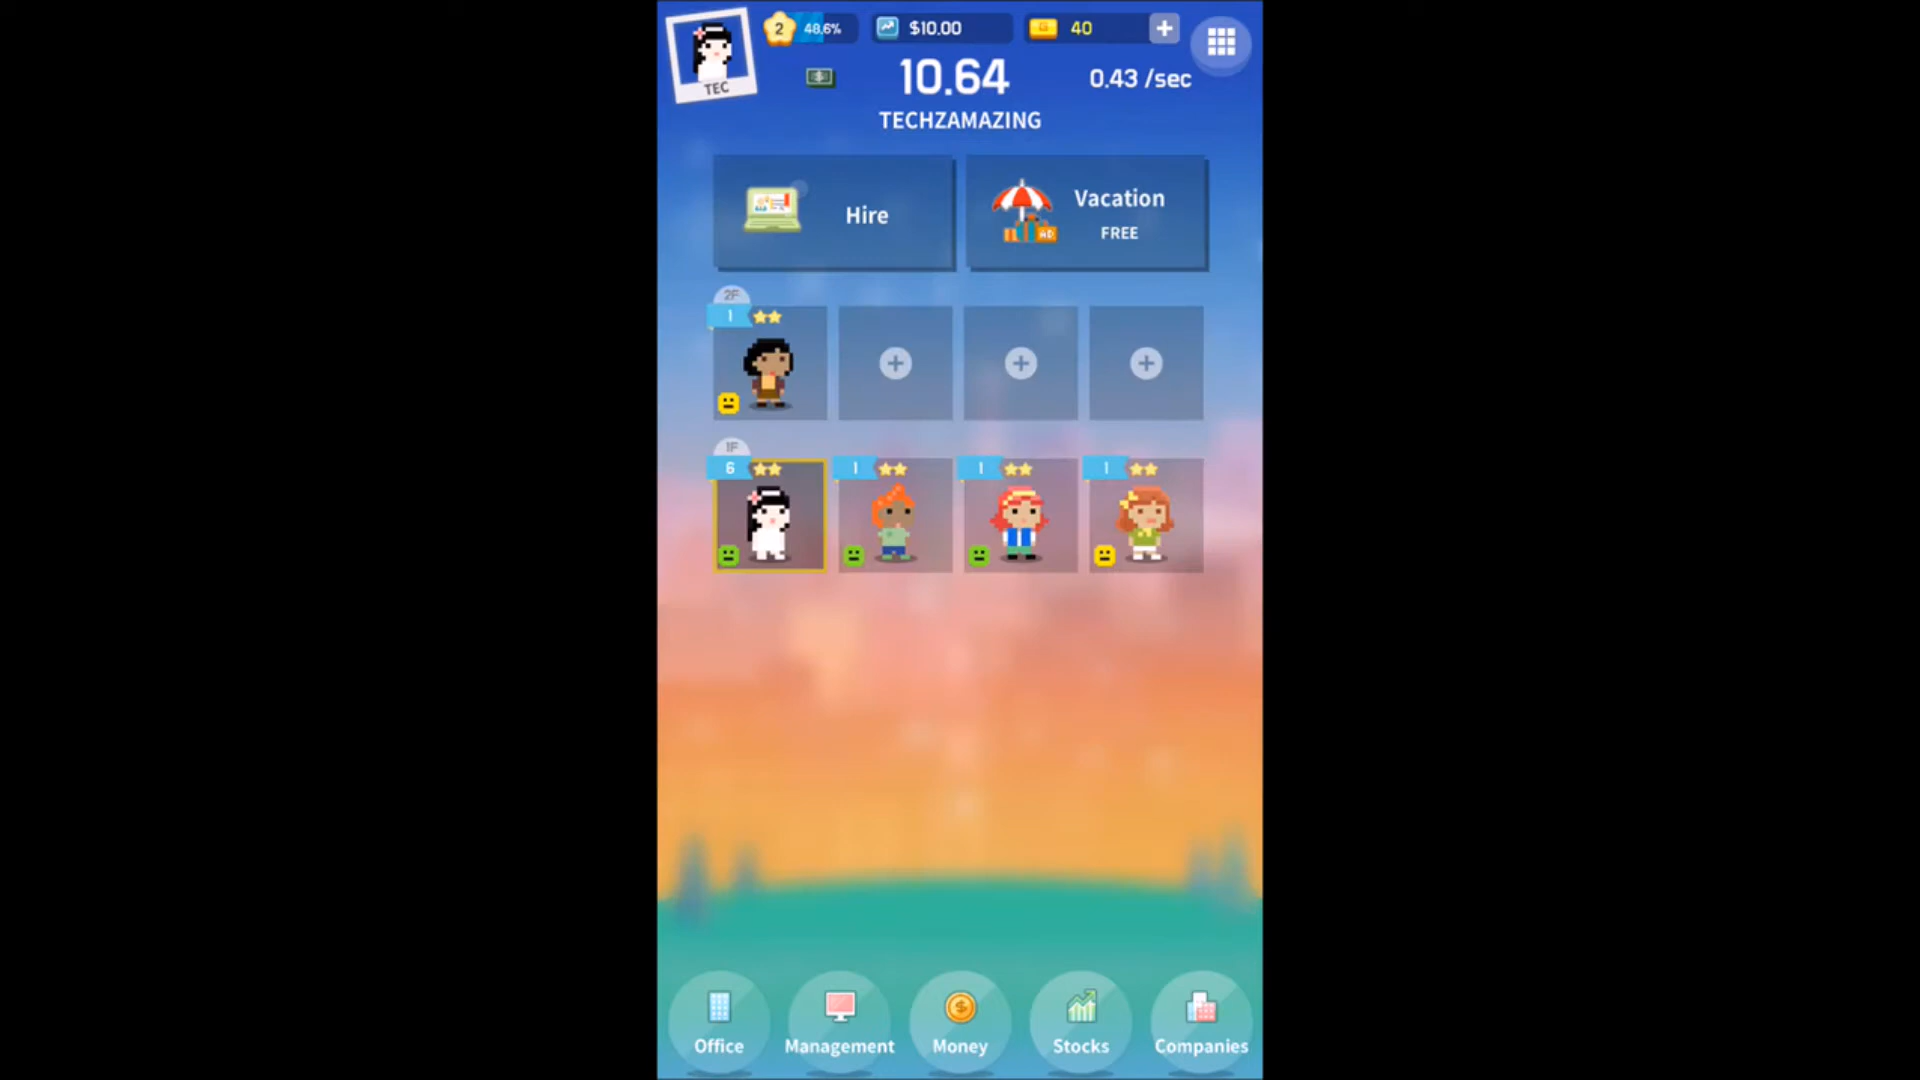 TEC
2 48,6% $10.00 G 40
10.64 0.43 /sec
TECHZAMAZING
Hire
Vacation
AD FREE
2F
1
1F
6 1 1 1
Office Management Money Stocks Companies